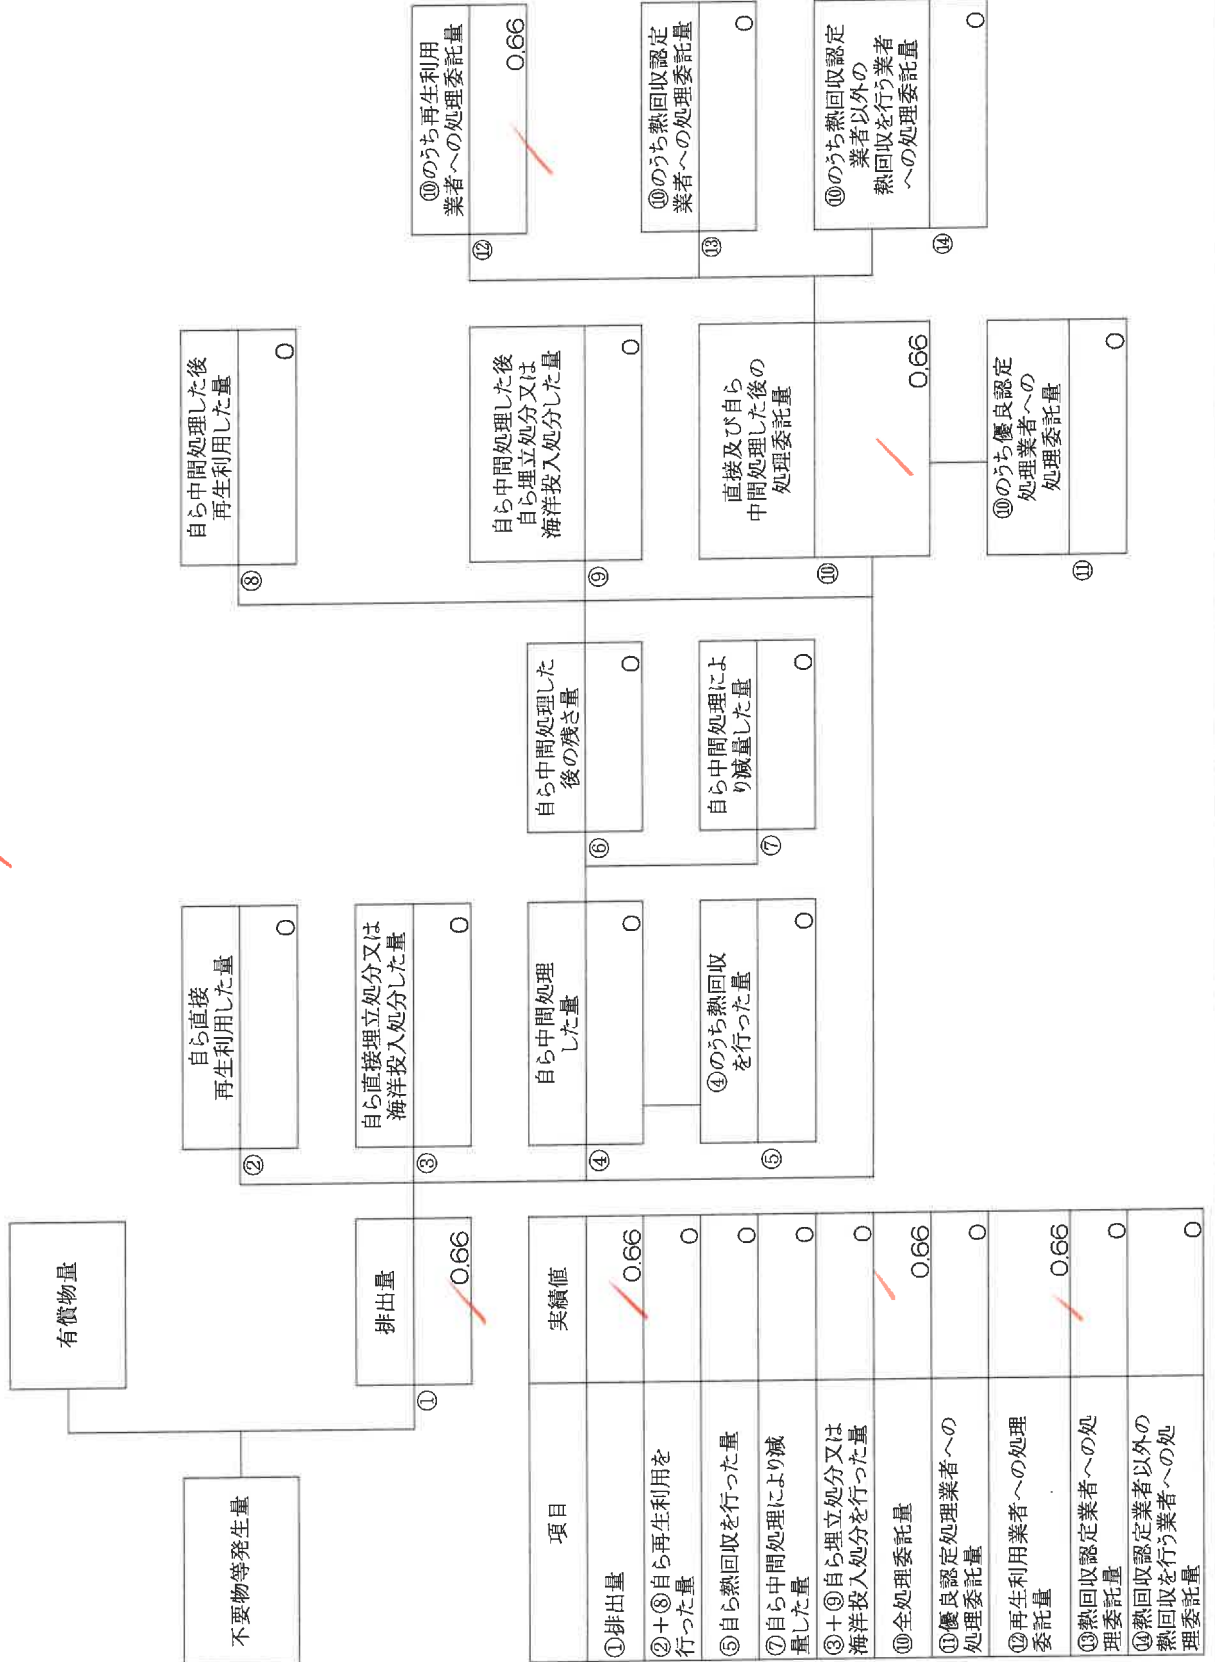 不要物等発生量
有償物量
排出量
①
0.66
自ら直接
再生利用した量
②
0
自ら直接埋立処分又は
海洋投入処分した量
③
0
自ら中間処理
した量
④
0
④のうち熱回収
を行った量
⑤
0
自ら中間処理した
後の残さ量
⑥
0
自ら中間処理によ
り減量した量
⑦
0
自ら中間処理した後
再生利用した量
⑧
0
自ら中間処理した後
自ら埋立処分又は
海洋投入処分した量
⑨
0
直接及び自ら
中間処理した後の
処理委託量
⑩
0.66
⑩のうち優良認定
処理業者への
処理委託量
⑪
0
⑩のうち再生利用
業者への処理委託量
⑫
0.66
⑩のうち熱回収認定
業者への処理委託量
⑬
0
⑩のうち熱回収認定
業者以外の
熱回収を行う業者
への処理委託量
⑭
0
項目 実績値
①排出量 0.66
②+⑧自ら再生利用を
行った量 0
⑤自ら熱回収を行った量 0
⑦自ら中間処理により減
量した量 0
③+⑨自ら埋立処分又は
海洋投入処分を行った量 0
⑩全処理委託量 0.66
⑪優良認定処理業者への
処理委託量 0
⑫再生利用業者への処理
委託量 0.66
⑬熱回収認定業者への処
理委託量 0
⑭熱回収認定業者以外の
熱回収を行う業者への処
理委託量 0